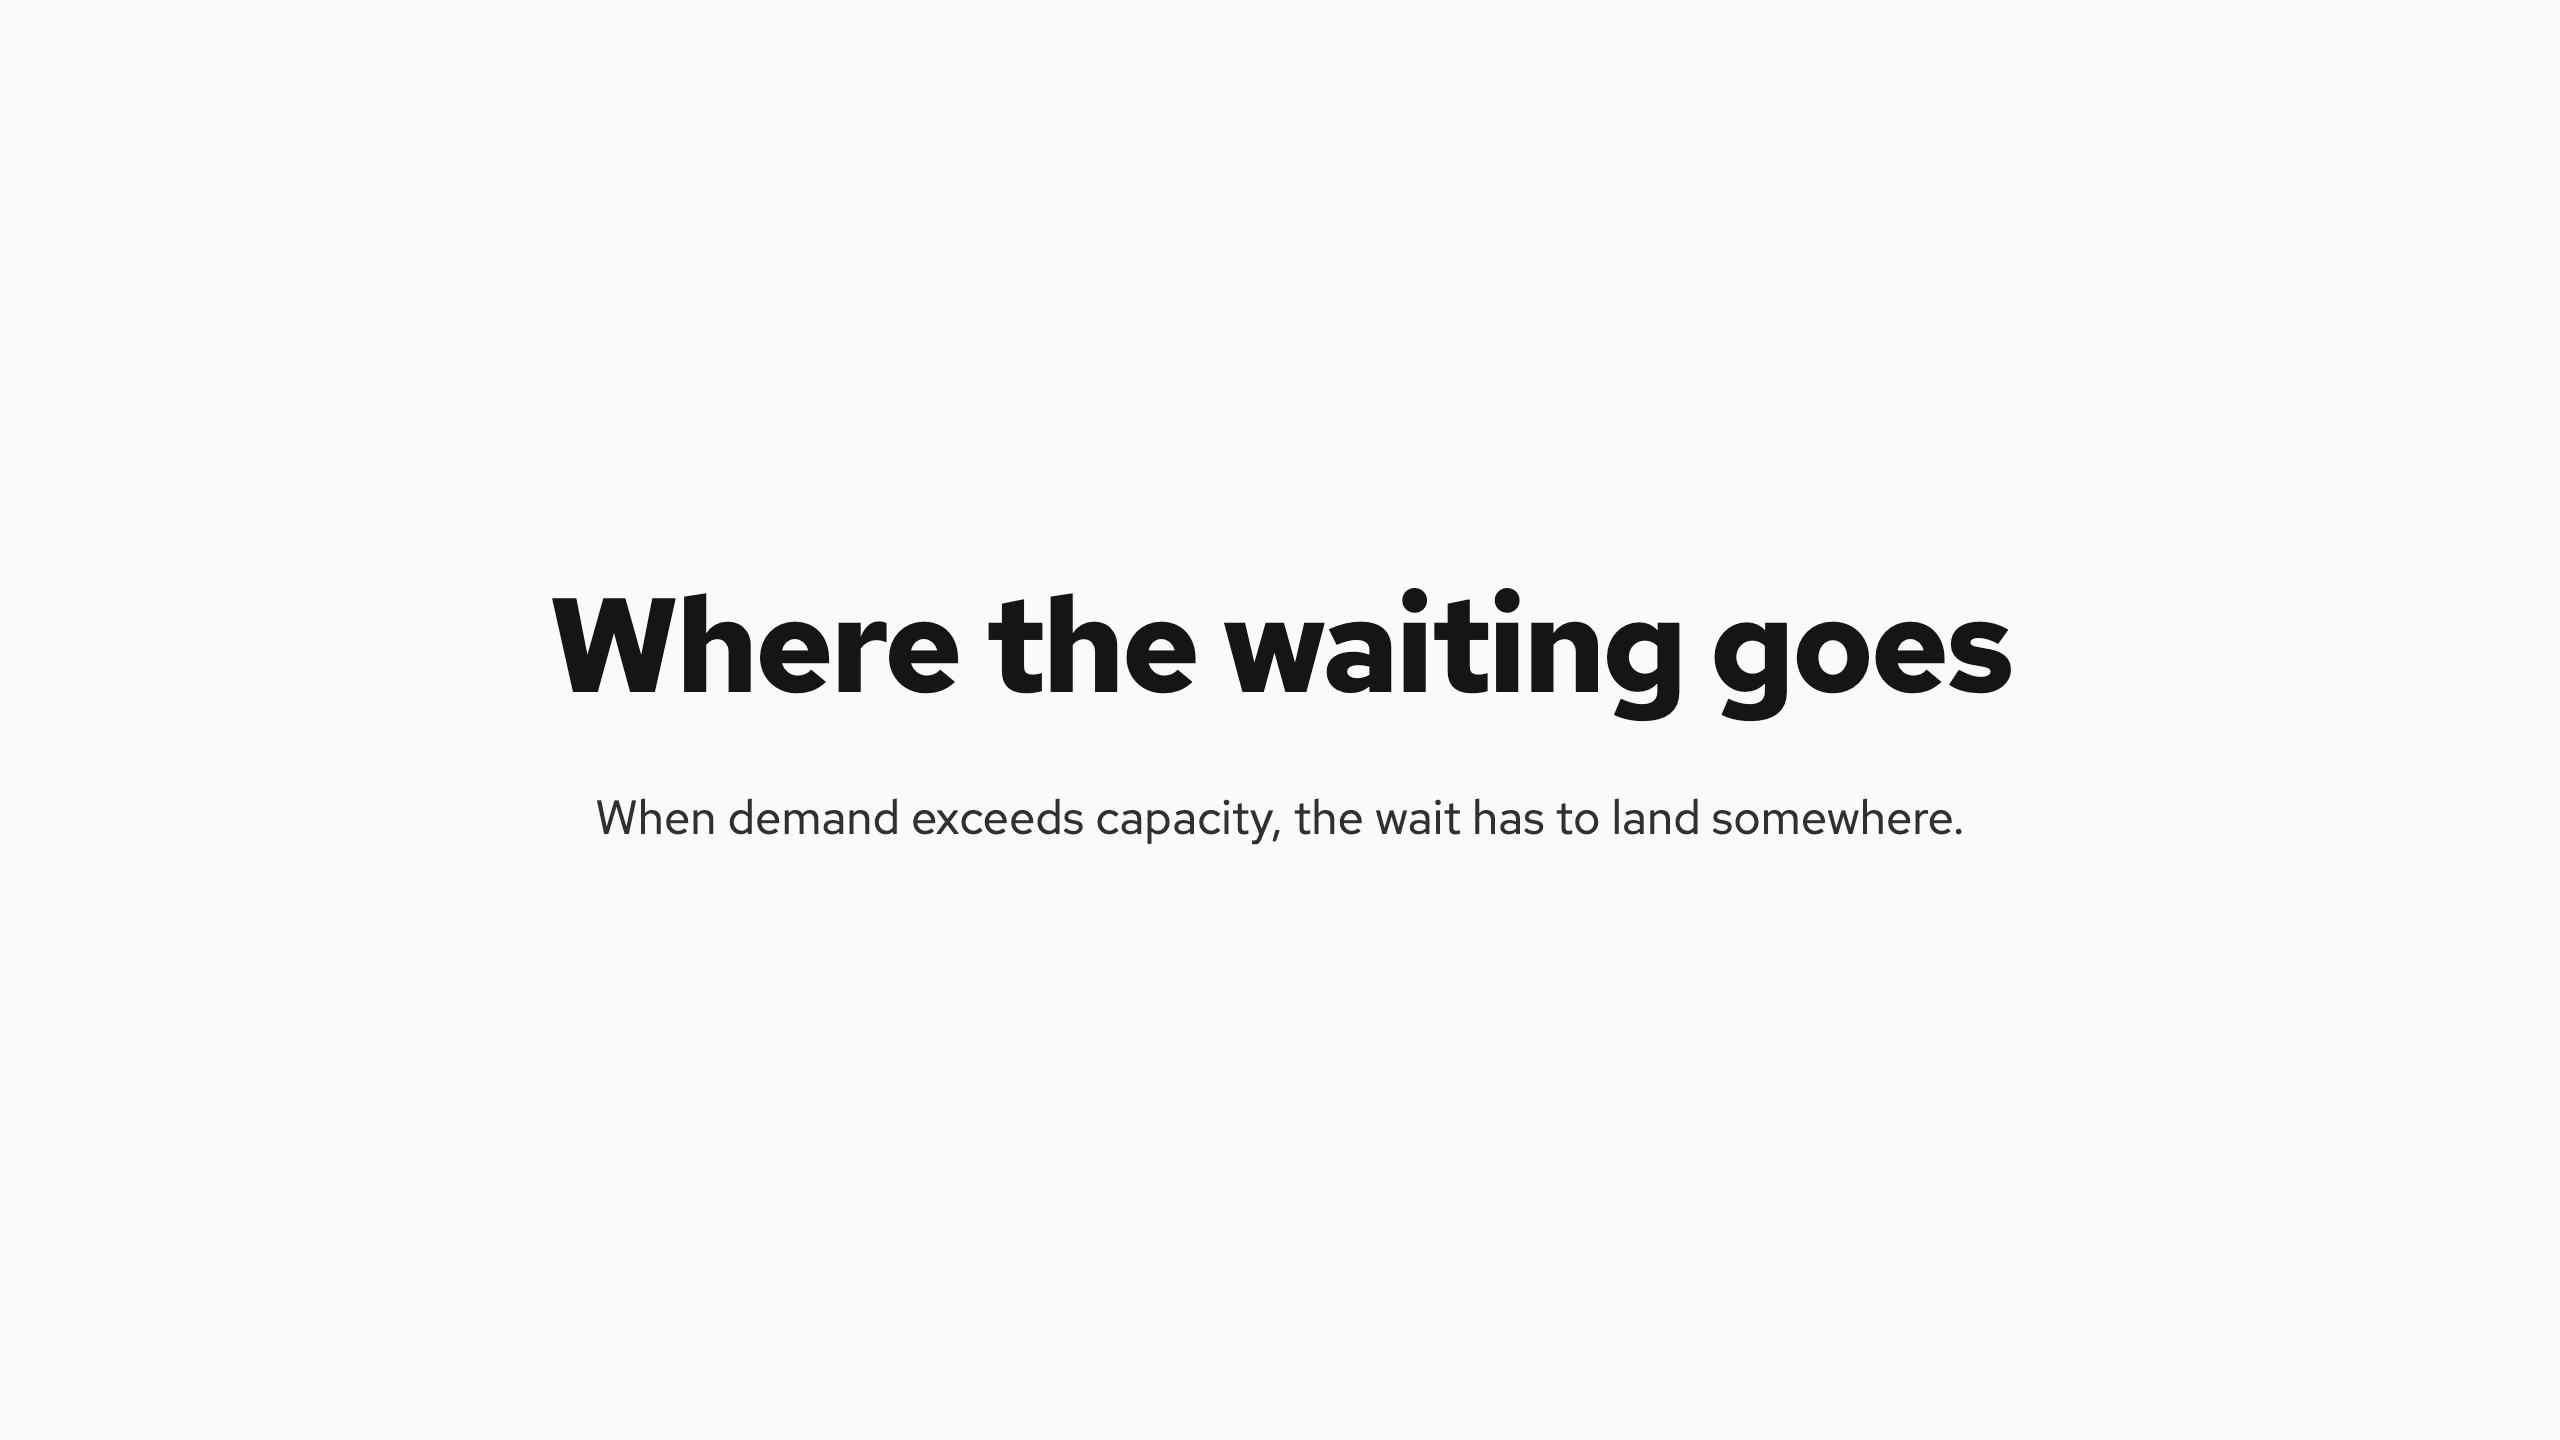 Where the waiting goes
When demand exceeds capacity, the wait has to land somewhere.